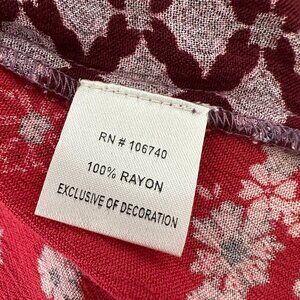 RN # 106740
100% RAYON
EXCLUSIVE OF DECORATION